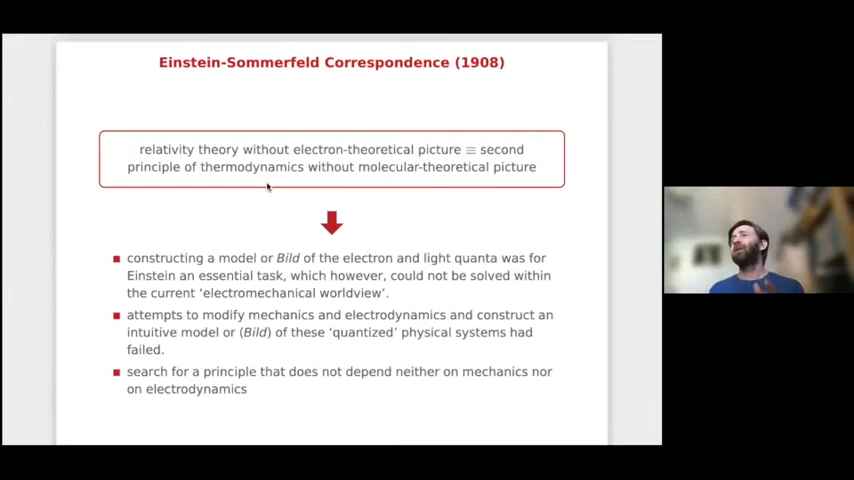 Einstein-Sommerfeld Correspondence (1908)
relativity theory without electron-theoretical picture ≡ second
principle of thermodynamics without molecular-theoretical picture
■ constructing a model or Bild of the electron and light quanta was for
Einstein an essential task, which however, could not be solved within
the current ‘electromechanical worldview’.
■ attempts to modify mechanics and electrodynamics and construct an
intuitive model or (Bild) of these ‘quantized’ physical systems had
failed.
■ search for a principle that does not depend neither on mechanics nor
on electrodynamics